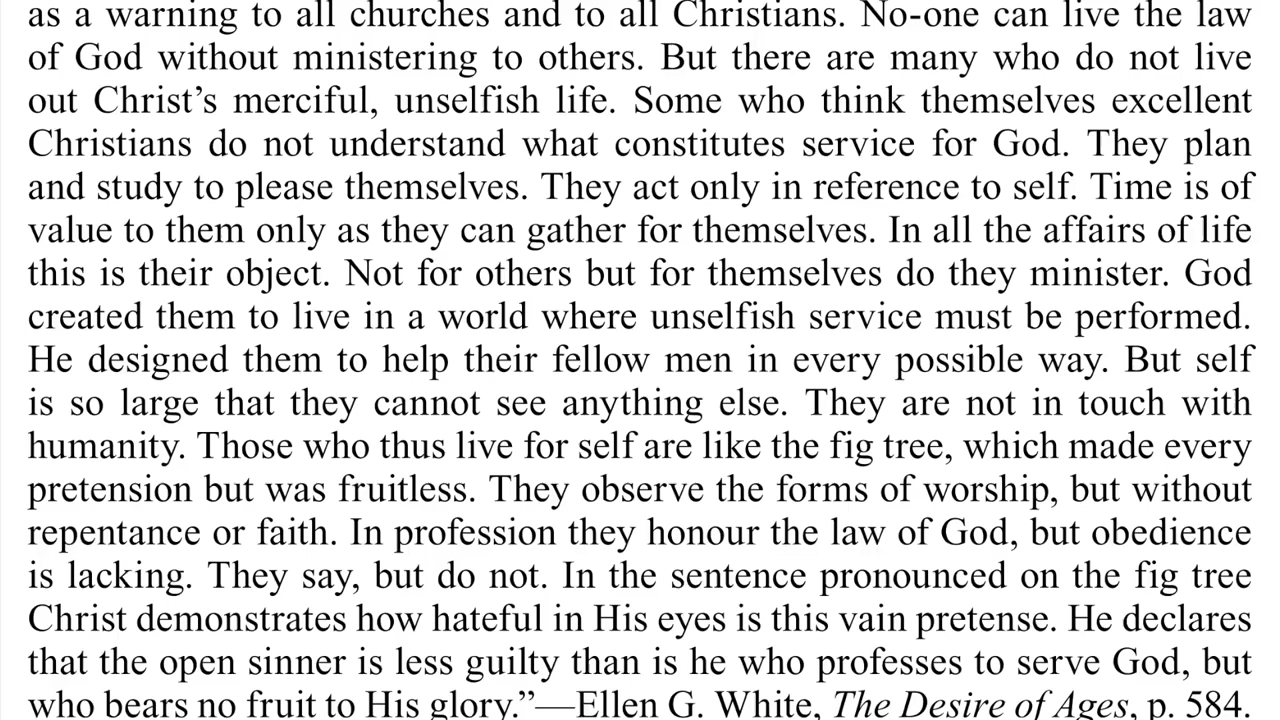 as a warning to all churches and to all Christians. No-one can live the law
of God without ministering to others. But there are many who do not live
out Christ’s merciful, unselfish life. Some who think themselves excellent
Christians do not understand what constitutes service for God. They plan
and study to please themselves. They act only in reference to self. Time is of
value to them only as they can gather for themselves. In all the affairs of life
this is their object. Not for others but for themselves do they minister. God
created them to live in a world where unselfish service must be performed.
He designed them to help their fellow men in every possible way. But self
is so large that they cannot see anything else. They are not in touch with
humanity. Those who thus live for self are like the fig tree, which made every
pretension but was fruitless. They observe the forms of worship, but without
repentance or faith. In profession they honour the law of God, but obedience
is lacking. They say, but do not. In the sentence pronounced on the fig tree
Christ demonstrates how hateful in His eyes is this vain pretense. He declares
that the open sinner is less guilty than is he who professes to serve God, but
who bears no fruit to His glory.”—Ellen G. White, The Desire of Ages, p. 584.